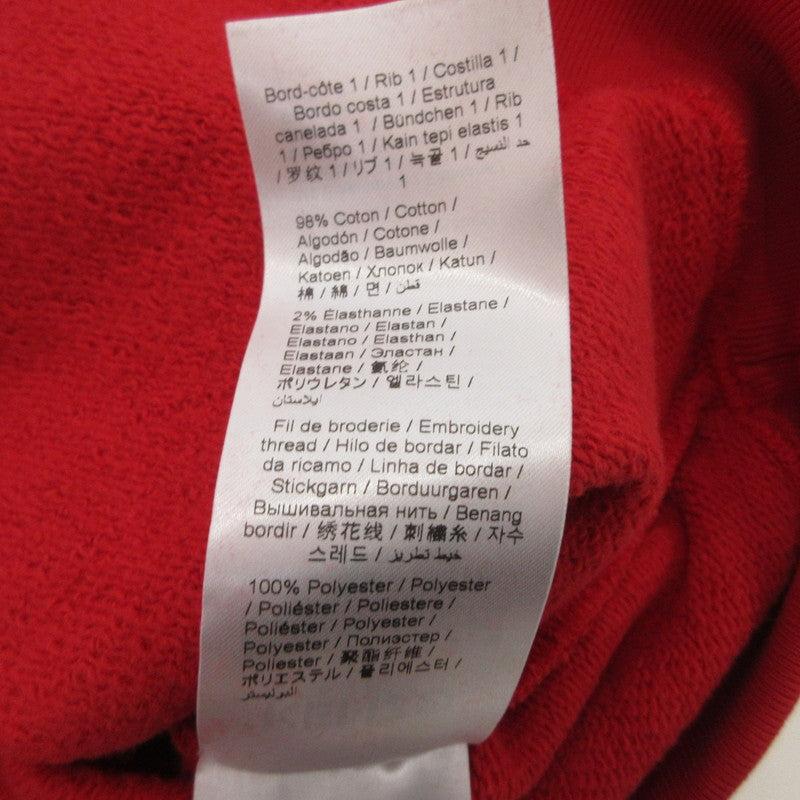 Bord-côte 1 / Rib 1 / Costilla 1 /
Bordo costa 1 / Estrutura
canelada 1 / Bündchen 1 / Rib
1 / Ребро 1 / Kain tepi elastis 1
/ 罗纹 1 / リブ 1 / 늑골 1 / حد النسيج
1
98% Coton / Cotton /
Algodón / Cotone /
Algodão / Baumwolle /
Katoen / Хлопок / Katun /
棉 / 綿 / 면 / قطن
2% Élasthanne / Elastane /
Elastano / Elastan /
Elastano / Elasthan /
Elastaan / Эластан /
Elastane / 氨纶 /
ポリウレタン / 엘라스틴 /
ايلاستان
Fil de broderie / Embroidery
thread / Hilo de bordar / Filato
da ricamo / Linha de bordar /
Stickgarn / Borduurgaren /
Вышивальная нить / Benang
bordir / 绣花线 / 刺繍糸 / 자수
스레드 / خيط تطريز
100% Polyester / Polyester
/ Poliéster / Poliestere /
Poliéster / Polyester /
Polyester / Полиэстер /
Poliester / 聚酯纤维 /
ポリエステル / 폴리에스터 /
البوليستر